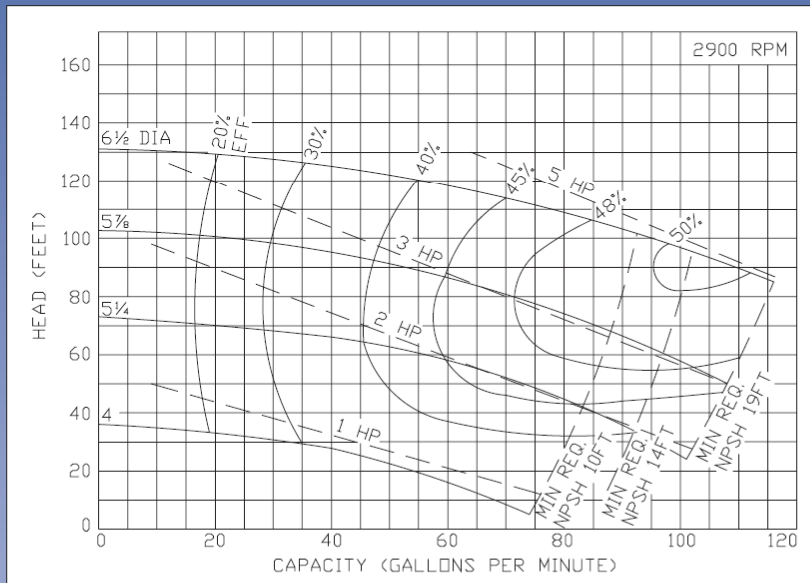 2900 RPM
160
140
120
100
80
60
40
20
0
HEAD (FEET)
6½ DIA
5⅞
5¼
4
20%
EFF
30%
40%
45%
48%
50%
5 HP
3 HP
2 HP
1 HP
MIN REQ.
NPSH 10FT
MIN REQ.
NPSH 14FT
MIN REQ.
NPSH 19FT
0
20
40
60
80
100
120
CAPACITY (GALLONS PER MINUTE)